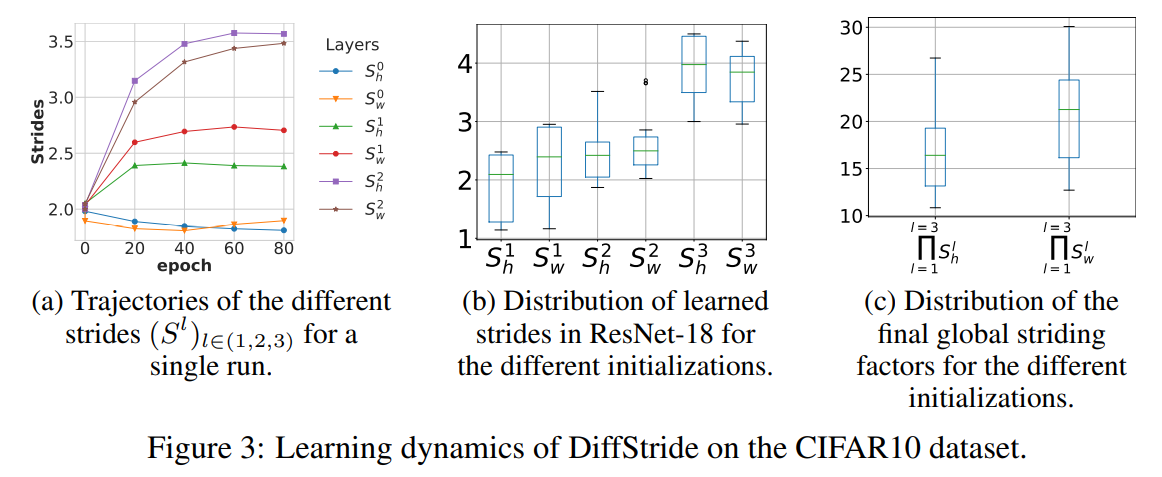 3.5
3.0
2.5
2.0
Strides
0 20 40 60 80
epoch
Layers
S_h^0
S_w^0
S_h^1
S_w^1
S_h^2
S_w^2
(a) Trajectories of the different
strides (S^l)_{l∈(1,2,3)} for a
single run.
4
3
2
1
S_h^1 S_w^1 S_h^2 S_w^2 S_h^3 S_w^3
(b) Distribution of learned
strides in ResNet-18 for
the different initializations.
30
25
20
15
10
l = 3 l = 3
∏S_h^l ∏S_w^l
l = 1 l = 1
(c) Distribution of the
final global striding
factors for the different
initializations.
Figure 3: Learning dynamics of DiffStride on the CIFAR10 dataset.